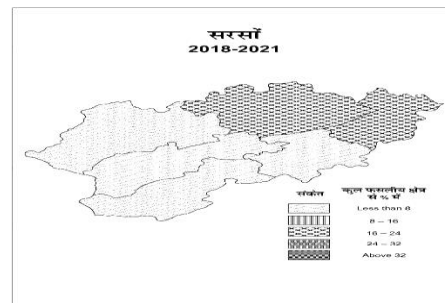 सरसों
2018-2021
संकेत
कुल फसलीय क्षेत्र
से % में
Less than 8
8 – 16
16 – 24
24 – 32
Above 32